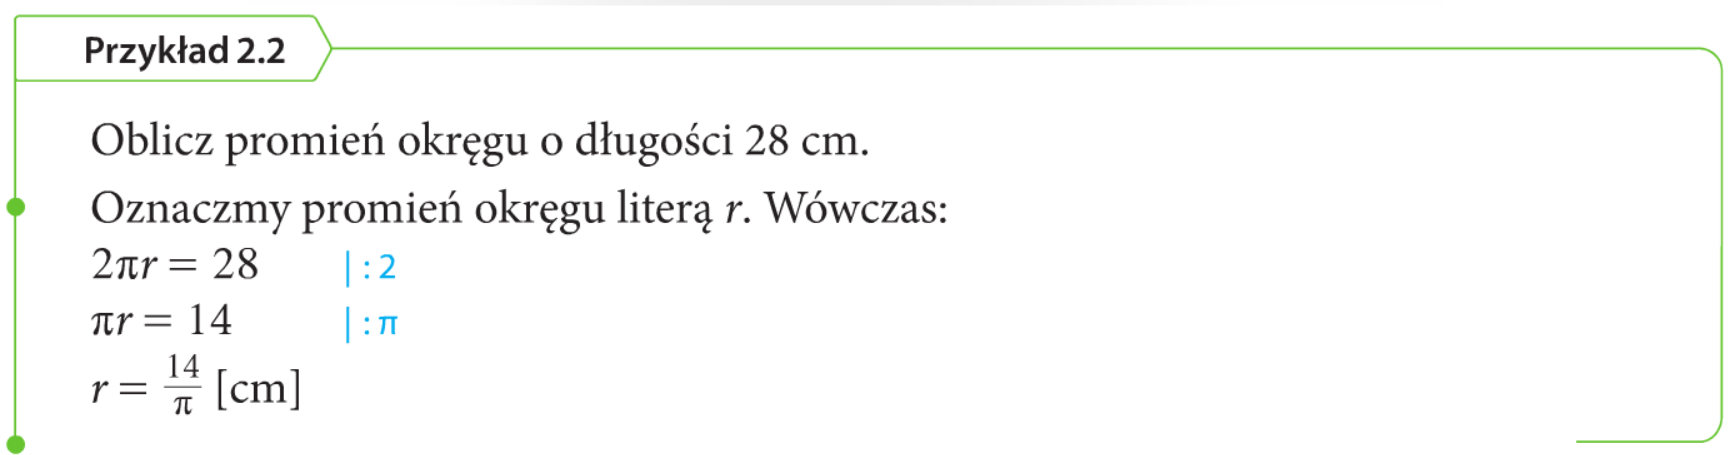 Przykład 2.2
Oblicz promień okręgu o długości 28 cm.
Oznaczmy promień okręgu literą r. Wówczas:
2πr = 28 | : 2
πr = 14 | : π
r = 14/π [cm]